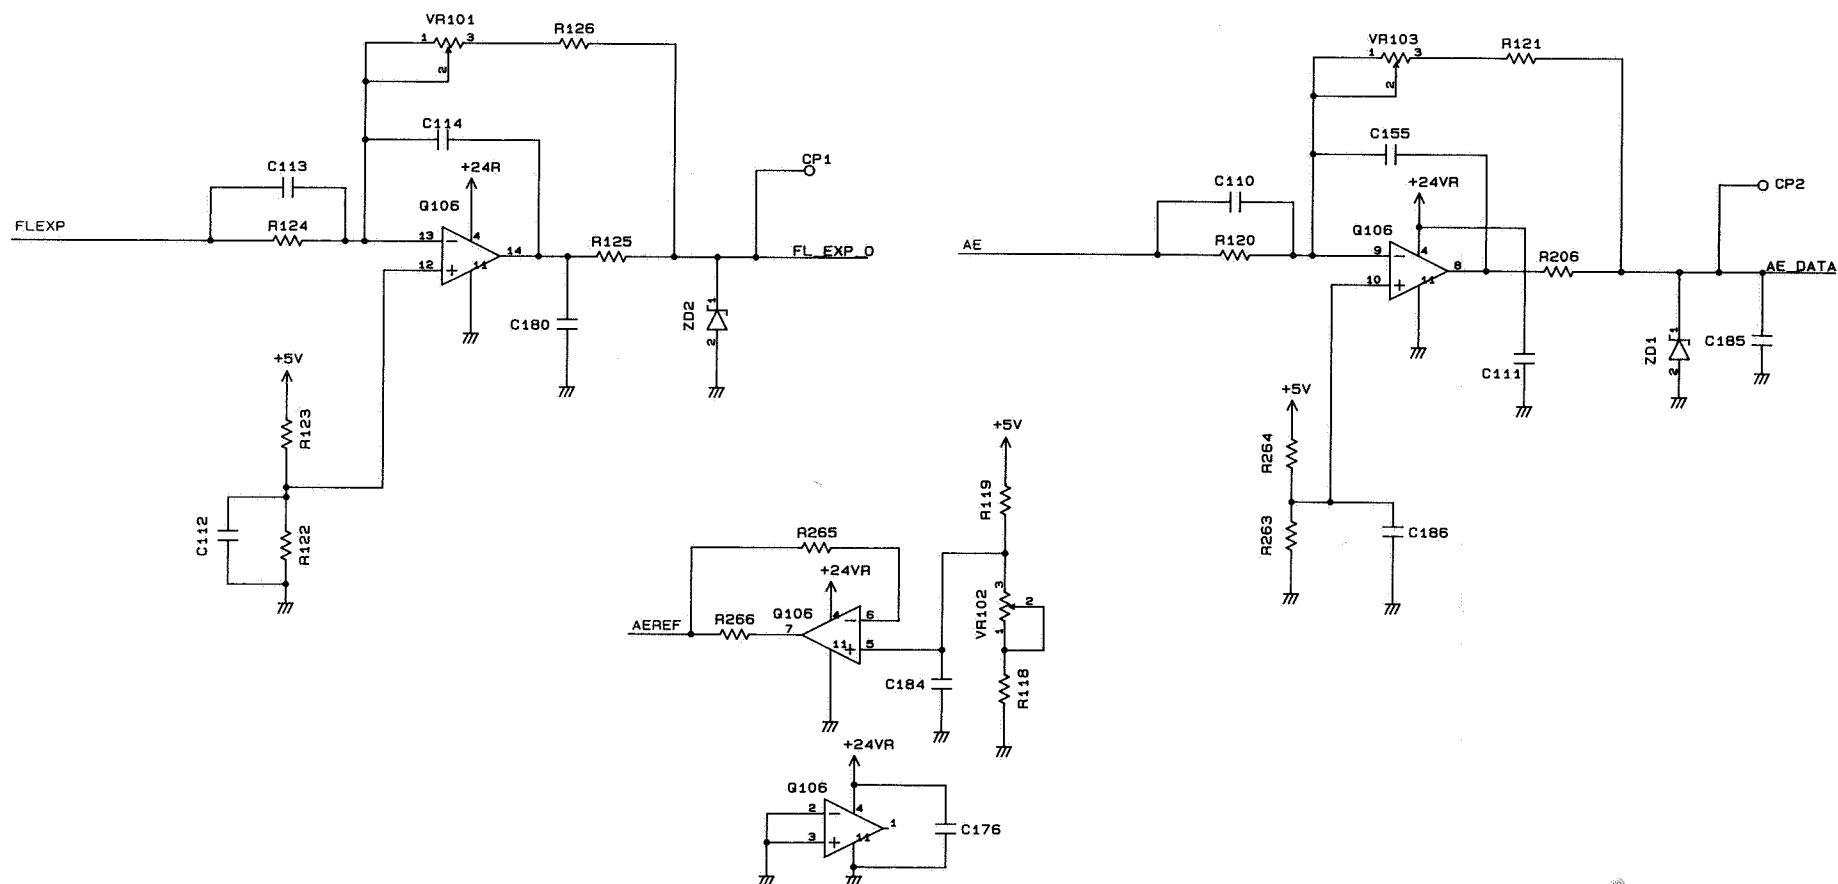 VR101
1
3
R126
2
C114
C113
+24R
Q106
FLEXP
R124
13
4
14
R125
12
11
CP1
FL_EXP_O
C180
ZD2
1
2
+5V
R123
C112
R122
VR103
1
3
R121
2
C155
C110
+24VR
Q106
AE
R120
9
4
8
R206
10
11
CP2
AE_DATA
C111
ZD1
1
2
C185
+5V
R264
R263
C186
+5V
R119
R265
+24VR
3
VR102
2
1
AEREF
R266
7
Q106
4
6
11
5
C184
R118
+24VR
Q106
2
4
1
3
11
C176